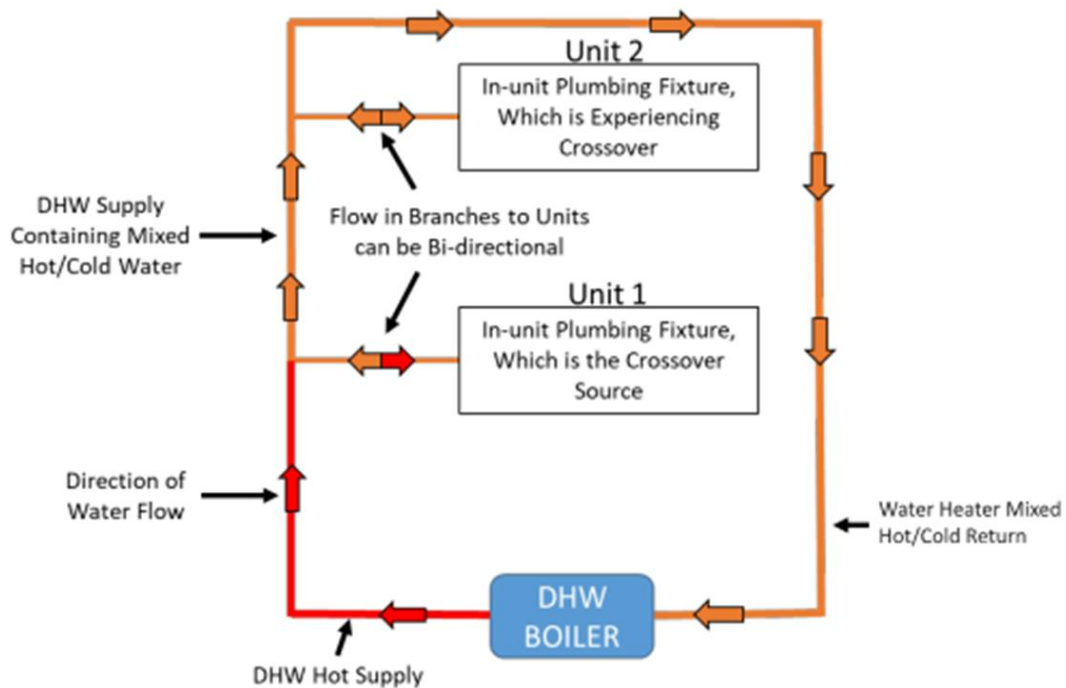 Unit 2
In-unit Plumbing Fixture,
Which is Experiencing
Crossover
DHW Supply
Containing Mixed
Hot/Cold Water
Flow in Branches to Units
can be Bi-directional
Unit 1
In-unit Plumbing Fixture,
Which is the Crossover
Source
Direction of
Water Flow
Water Heater Mixed
Hot/Cold Return
DHW
BOILER
DHW Hot Supply